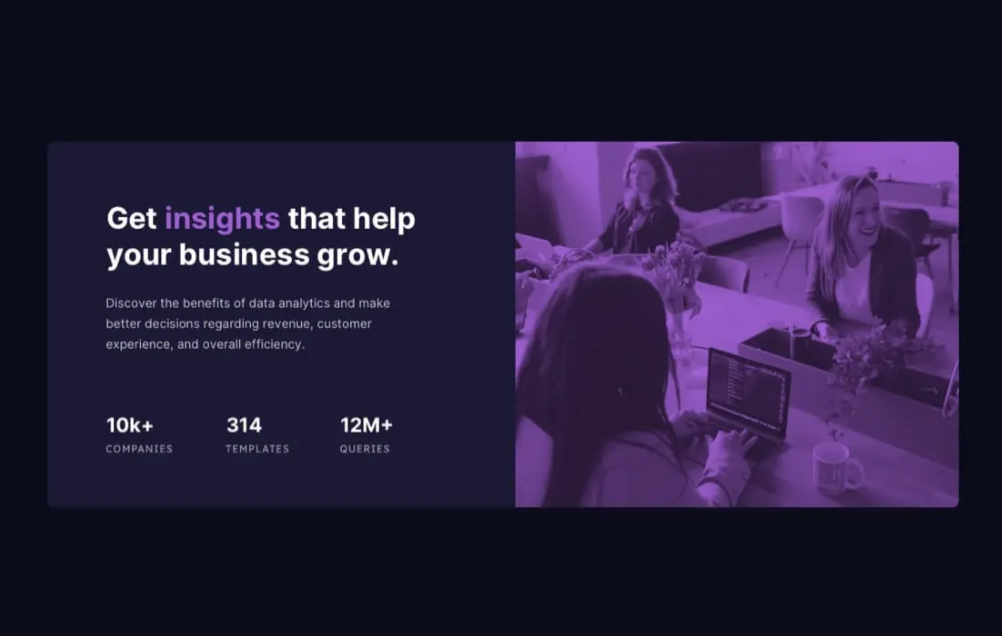 Get insights that help
your business grow.
Discover the benefits of data analytics and make
better decisions regarding revenue, customer
experience, and overall efficiency.
10k+ 314 12M+
COMPANIES TEMPLATES QUERIES